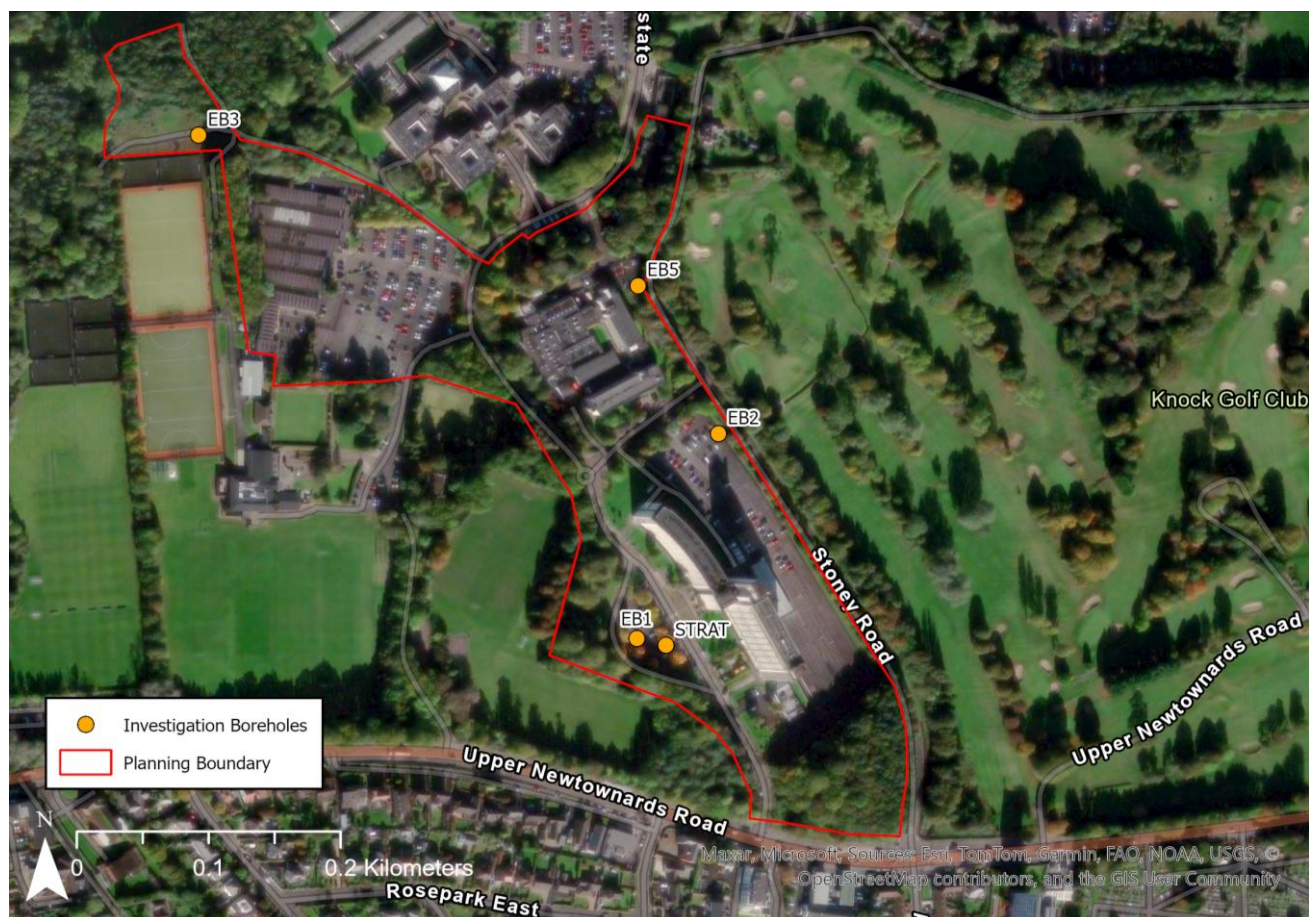 state
EB3
EB5
Knock Golf Club
EB2
Stoney Road
EB1
STRAT
Upper Newtownards Road
Investigation Boreholes
Planning Boundary
Upper Newtownards Road
N
0
0.1
0.2 Kilometers
Maxar, Microsoft, Sources: Esri, TomTom, Garmin, FAO, NOAA, USGS, ©
OpenStreetMap contributors, and the GIS User Community
Rosepark East